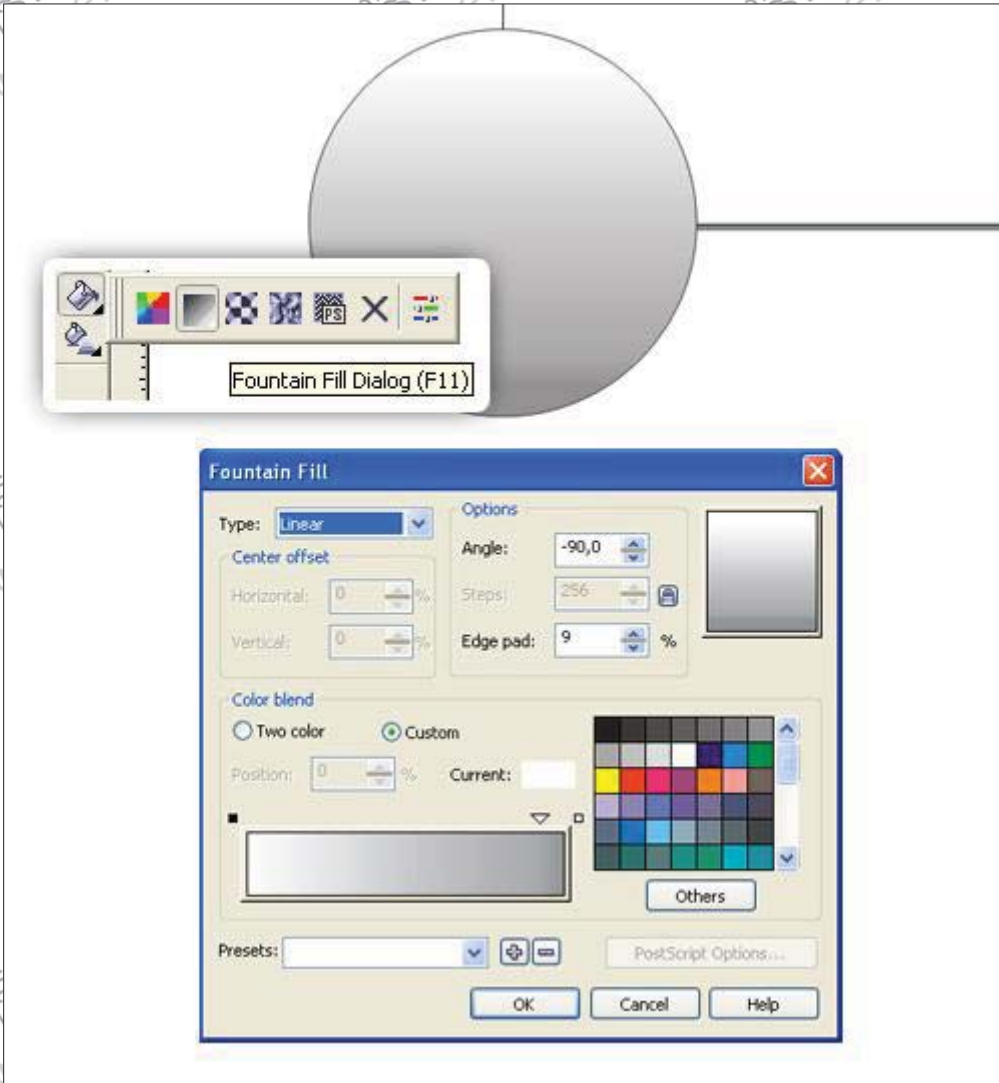 PS
Fountain Fill Dialog (F11)
Fountain Fill
Type: Linear
Options
Angle: -90,0
Center offset
Horizontal: 0 %
Steps: 256
Vertical: 0 %
Edge pad: 9 %
Color blend
Two color Custom
Position: 0 % Current:
Others
Presets:
PostScript Options...
OK Cancel Help